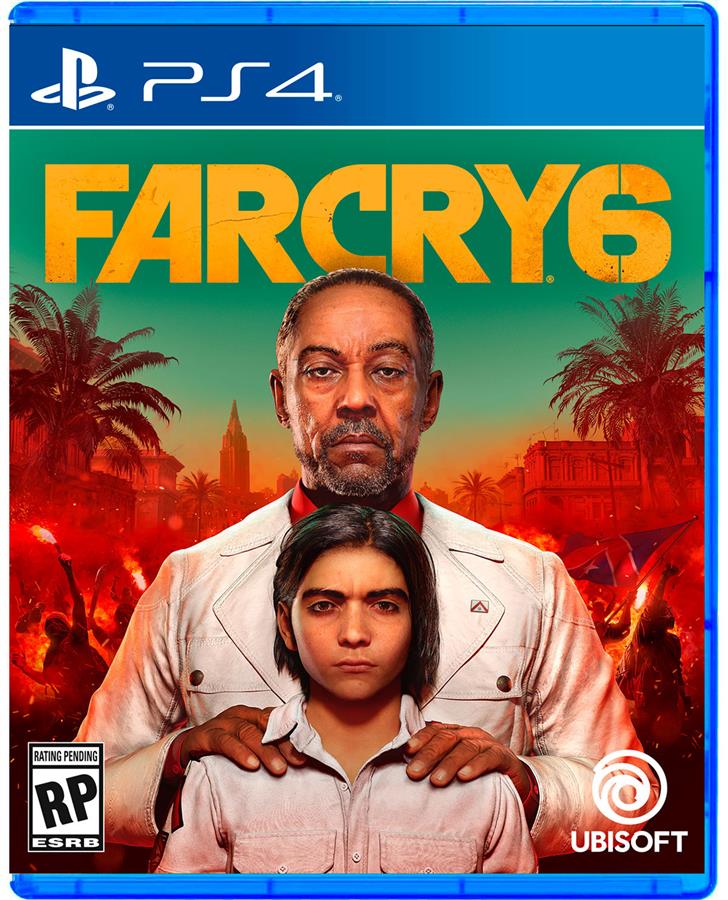 PS4
FARCRY6
RATING PENDING
RP
ESRB
UBISOFT